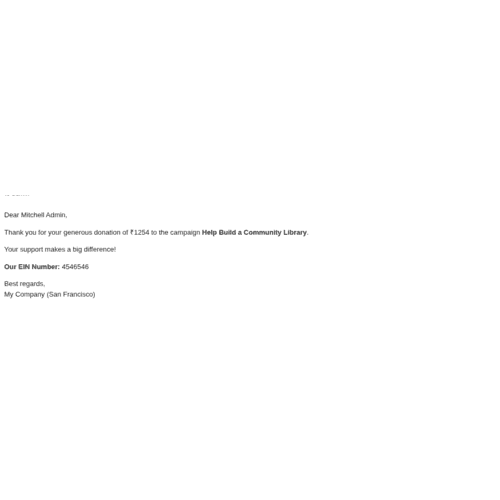 Dear Mitchell Admin,
Thank you for your generous donation of ₹1254 to the campaign Help Build a Community Library.
Your support makes a big difference!
Our EIN Number: 4546546
Best regards,
My Company (San Francisco)